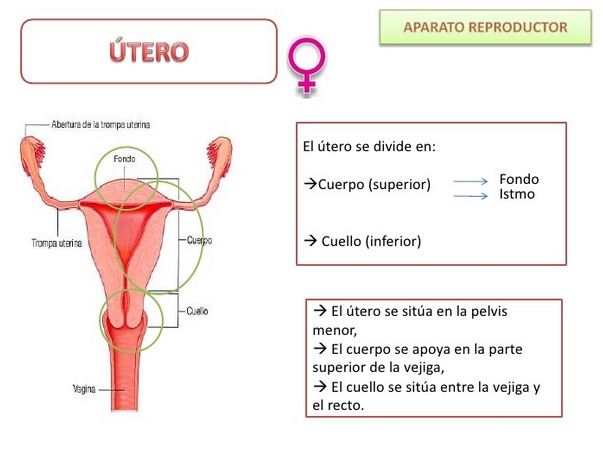 ÚTERO
APARATO REPRODUCTOR
Abertura de la trompa uterina
Fondo
Trompa uterina
Cuerpo
Cuello
Vagina
El útero se divide en:
→Cuerpo (superior)
Fondo
Istmo
→ Cuello (inferior)
→ El útero se sitúa en la pelvis
menor,
→ El cuerpo se apoya en la parte
superior de la vejiga,
→ El cuello se sitúa entre la vejiga y
el recto.